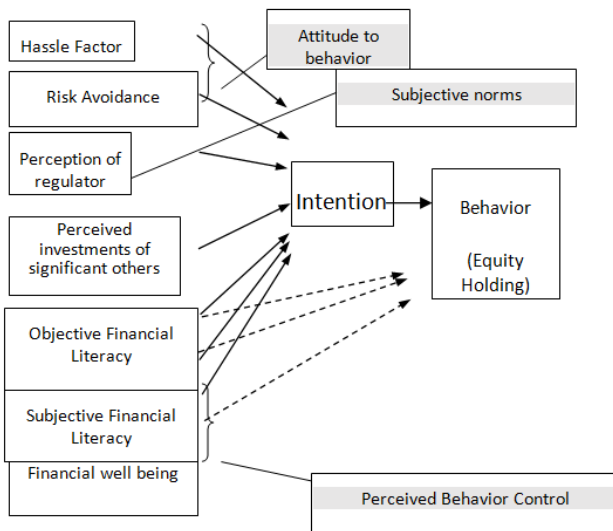 Hassle Factor
Attitude to
behavior
Risk Avoidance
Subjective norms
Perception of
regulator
Intention
Behavior
(Equity
Holding)
Perceived
investments of
significant others
Objective Financial
Literacy
Subjective Financial
Literacy
Financial well being
Perceived Behavior Control